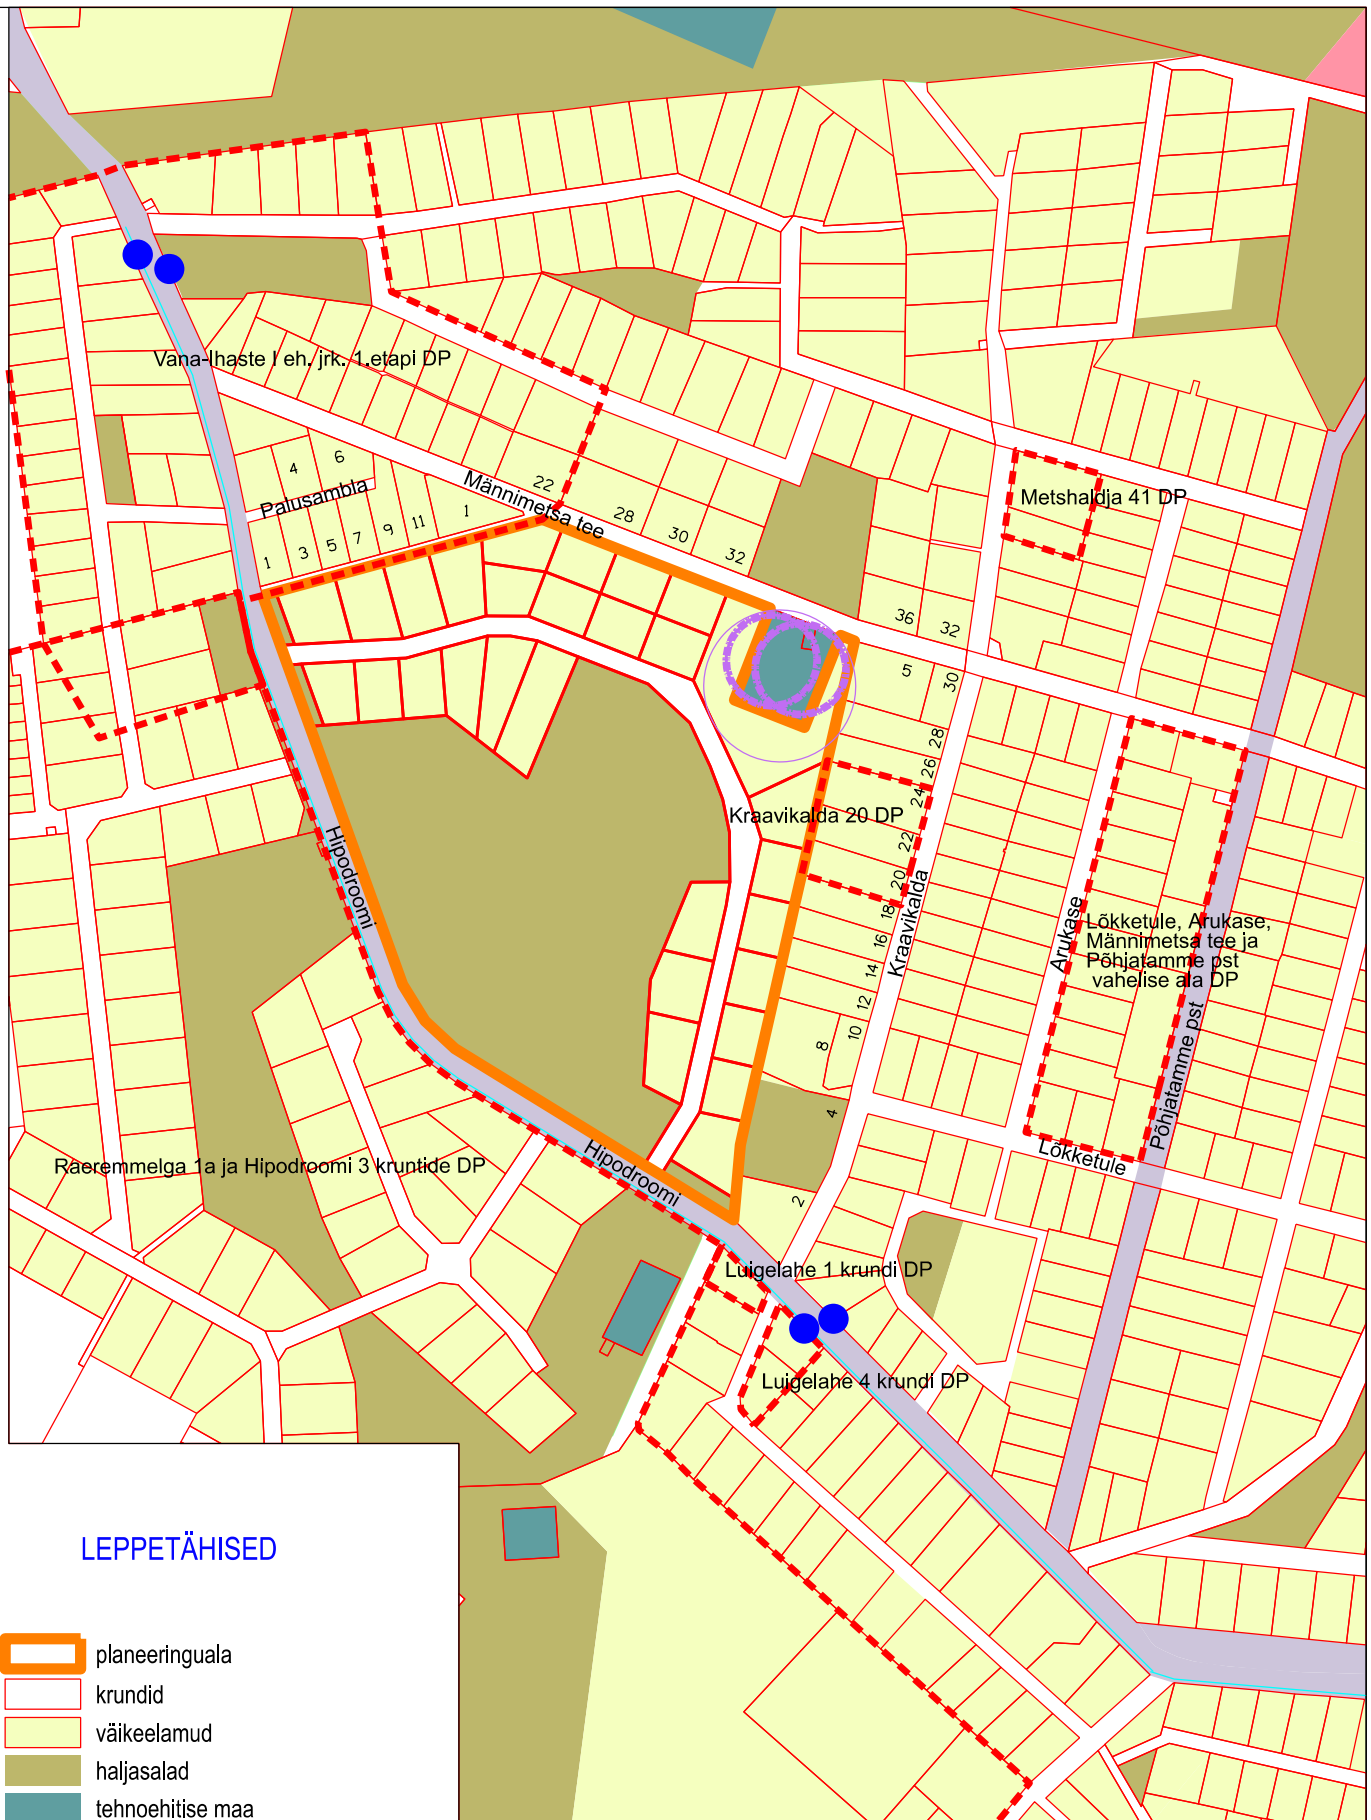 Vana-Ihaste I eh. jrk. 1.etapi DP
4
6
Palusambla
1
3
5
7
9
11
1
22
Männimetsa tee
28
30
32
Metshaldja 41 DP
36
32
5
30
28
26
24
Kraavikalda 20 DP
22
20
18
Kraavikalda
16
14
12
10
8
4
2
Hipodroomi
Arukase
Lõkketule, Arukase,
Männimetsa tee ja
Põhjatamme pst
vahelise ala DP
Põhjatamme pst
Lõkketule
Raeremmelga 1a ja Hipodroomi 3 kruntide DP
Hipodroomi
Luigelahe 1 krundi DP
Luigelahe 4 krundi DP
LEPPETÄHISED
planeeringuala
krundid
väikeelamud
haljasalad
tehnoehitise maa